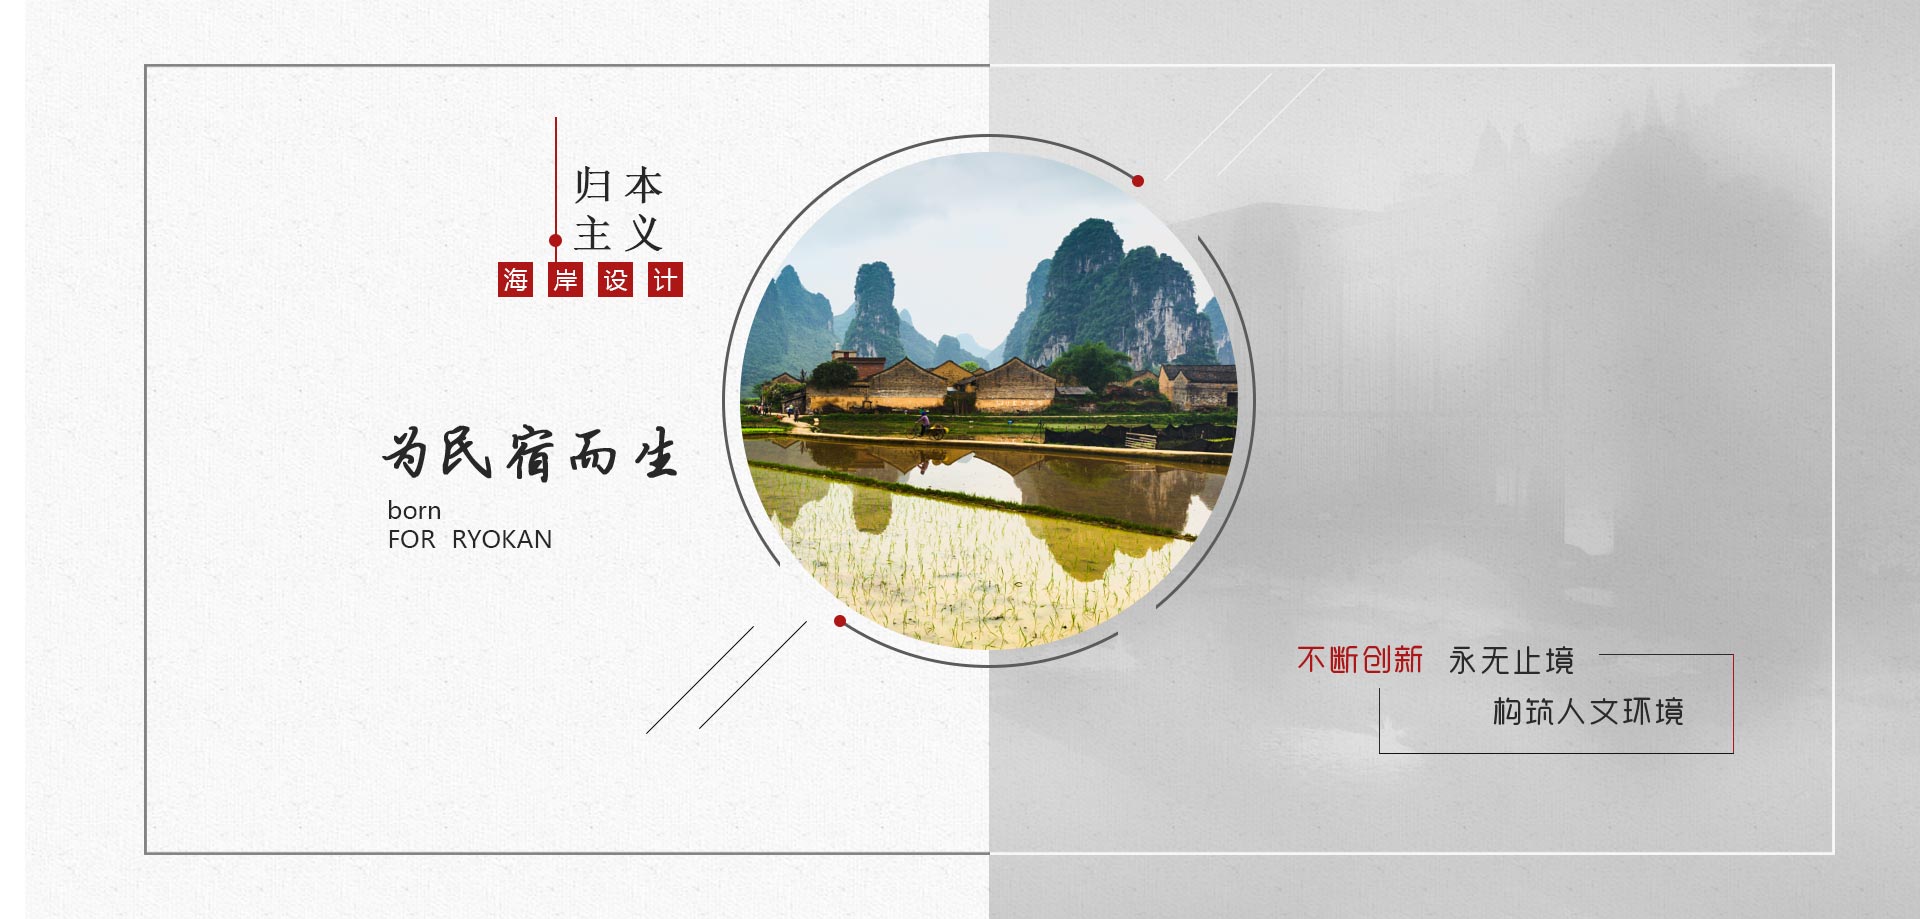 归本
主义
海岸设计
为民宿而生
born
FOR RYOKAN
不断创新 永无止境
构筑人文环境